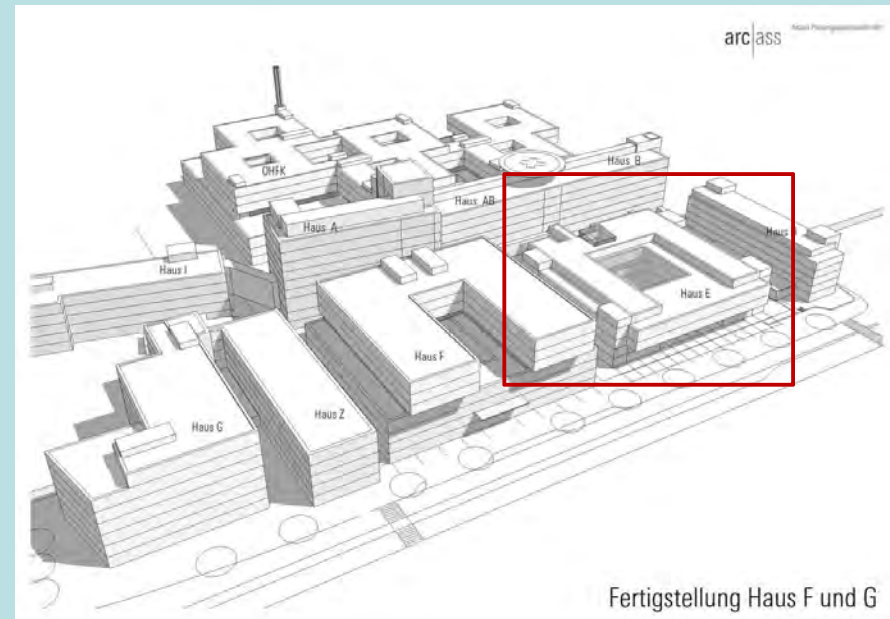 arc|ass
OHFK
Haus B
Haus A
Haus AB
Haus I
Haus E
Haus F
Haus Z
Haus G
Fertigstellung Haus F und G